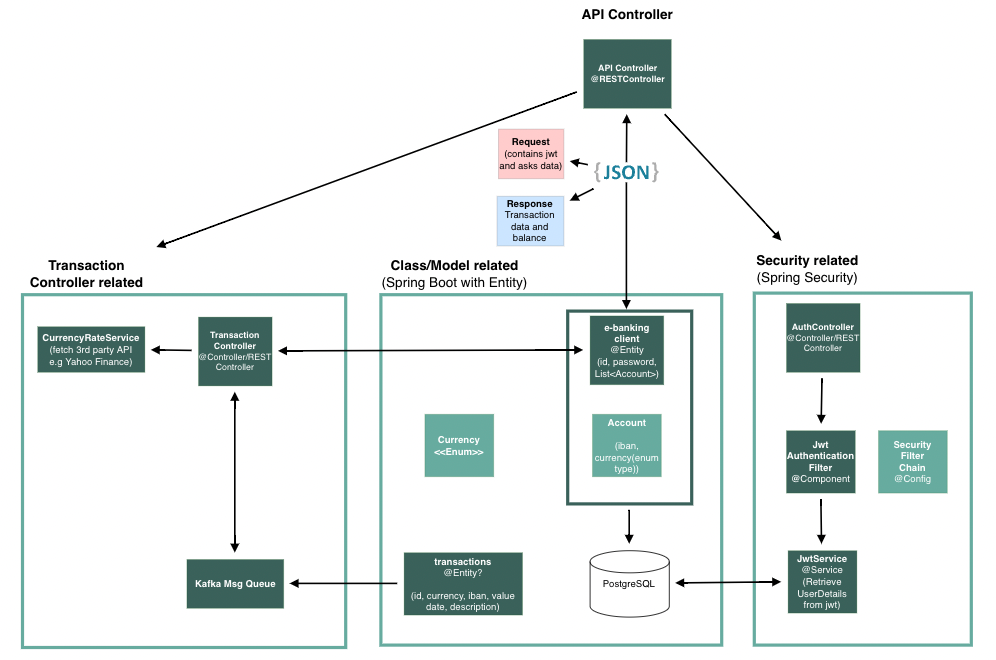 API Controller
API Controller
@RESTController
Request
(contains jwt
and asks data)
{JSON}
Response
Transaction
data and
balance
Transaction
Controller related
CurrencyRateService
(fetch 3rd party API
e.g Yahoo Finance)
Transaction
Controller
@Controller/REST
Controller
Kafka Msg Queue
Class/Model related
(Spring Boot with Entity)
e-banking
client
@Entity
(id, password,
List<Account>)
Currency
<<Enum>>
Account
(iban,
currency(enum
type))
transactions
@Entity?
(id, currency, iban, value
date, description)
PostgreSQL
Security related
(Spring Security)
AuthController
@Controller/REST
Controller
Jwt
Authentication
Filter
@Component
Security
Filter
Chain
@Config
JwtService
@Service
(Retrieve
UserDetails
from jwt)